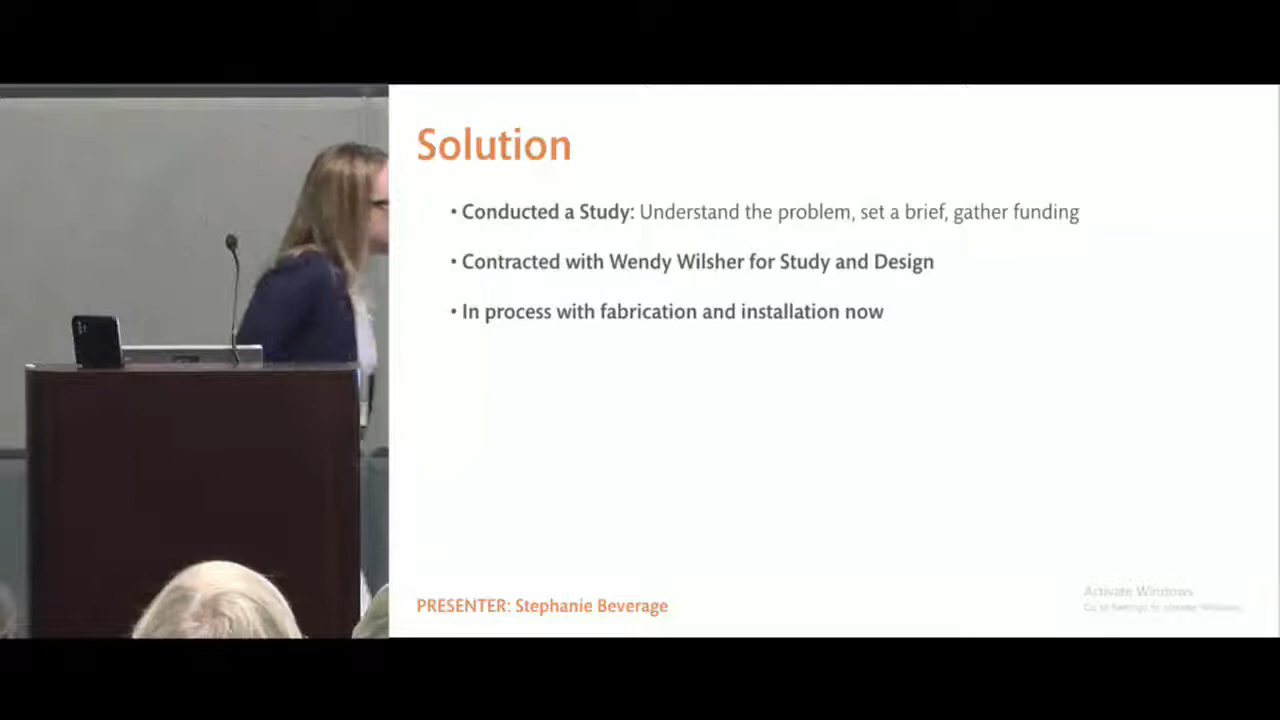 Solution
• Conducted a Study: Understand the problem, set a brief, gather funding
• Contracted with Wendy Wilsher for Study and Design
• In process with fabrication and installation now
PRESENTER: Stephanie Beverage
Activate Windows
Go to Settings to activate Windows.